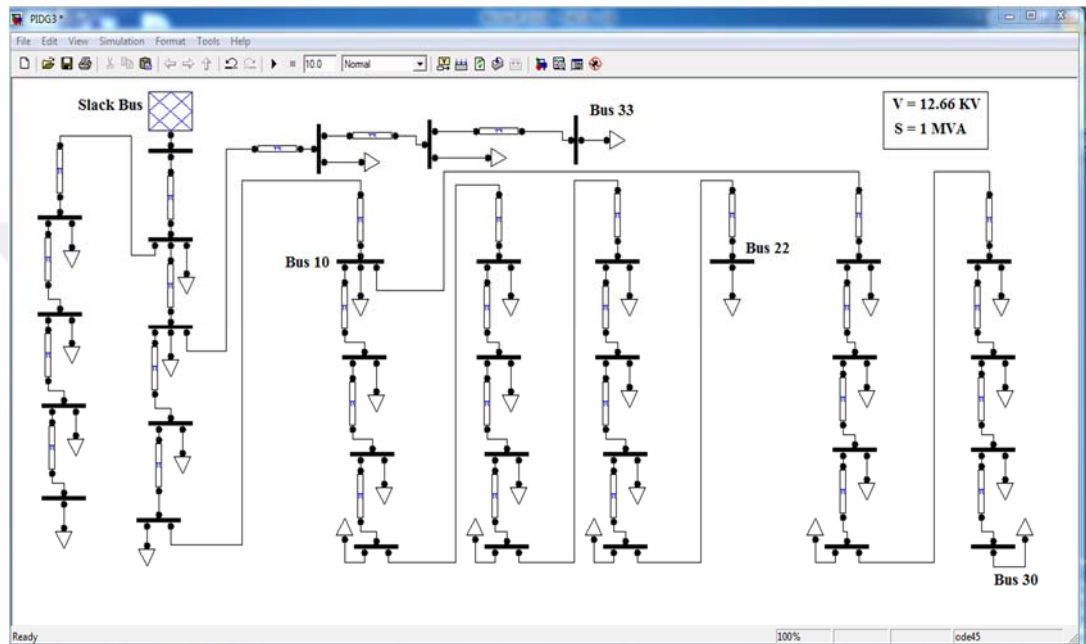 PIDG3 *
File Edit View Simulation Format Tools Help
10.0 Normal
Slack Bus
Bus 33
V = 12.66 KV
S = 1 MVA
Bus 10
Bus 22
Bus 30
Ready 100% ode45